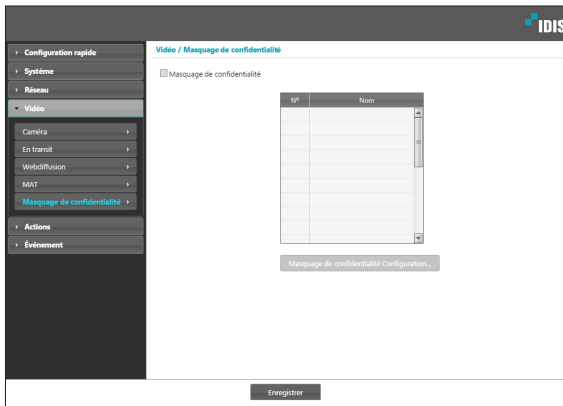 IDIS
Configuration rapide
Système
Réseau
Vidéo
Caméra
En transit
Webdiffusion
MAT
Masquage de confidentialité
Actions
Événement
Vidéo / Masquage de confidentialité
Masquage de confidentialité
Nº Nom
Masquage de confidentialité Configuration...
Enregistrer